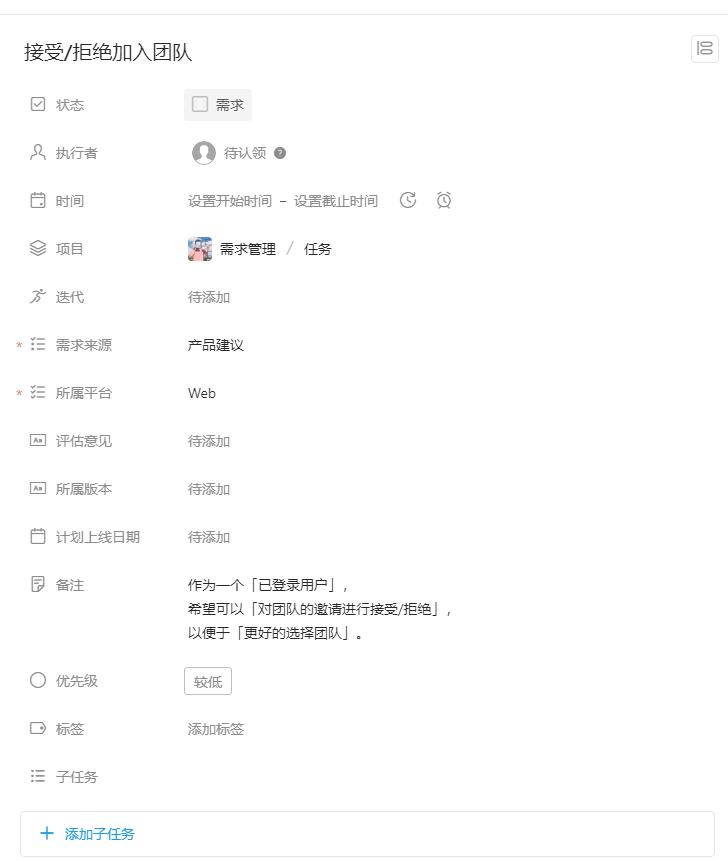 接受/拒绝加入团队
状态 需求
执行者 待认领 ?
时间 设置开始时间 – 设置截止时间
项目 需求管理 / 任务
迭代 待添加
* 需求来源 产品建议
* 所属平台 Web
Aa 评估意见 待添加
Aa 所属版本 待添加
计划上线日期 待添加
备注 作为一个「已登录用户」,
希望可以「对团队的邀请进行接受/拒绝」,
以便于「更好的选择团队」。
优先级 较低
标签 添加标签
子任务
+ 添加子任务